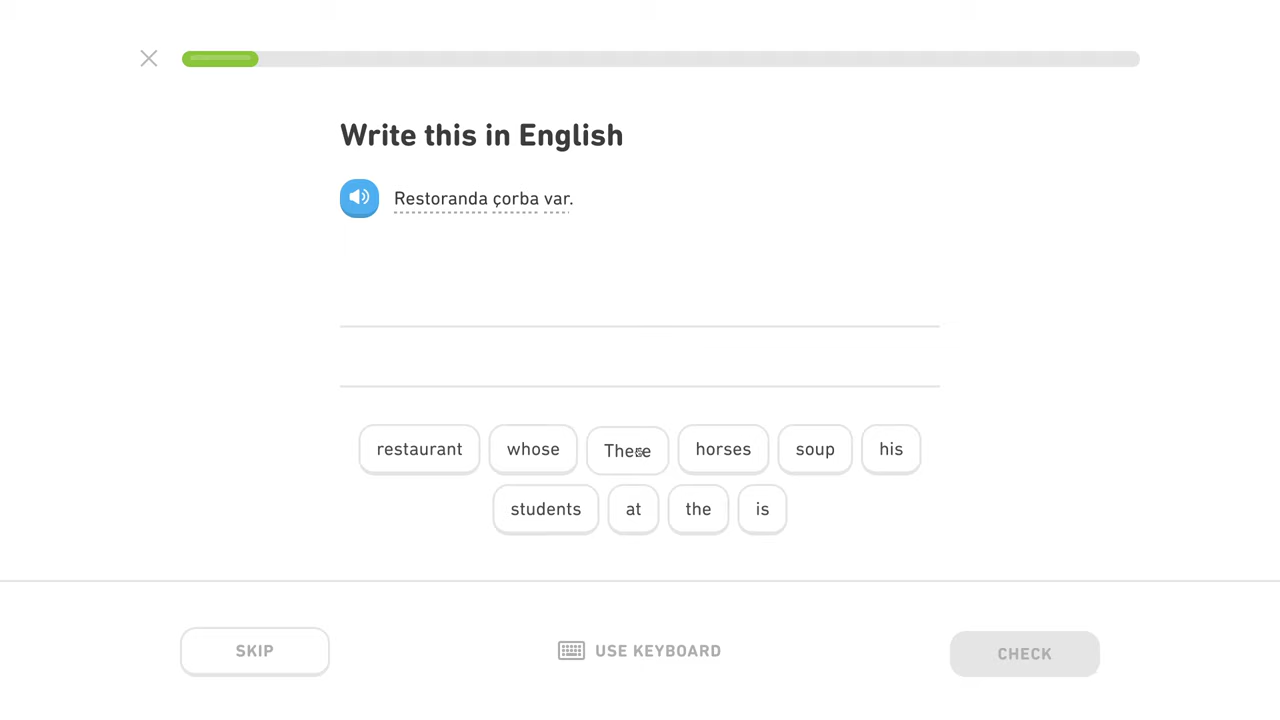 Write this in English
Restoranda çorba var.
restaurant whose There horses soup his
students at the is
SKIP USE KEYBOARD CHECK